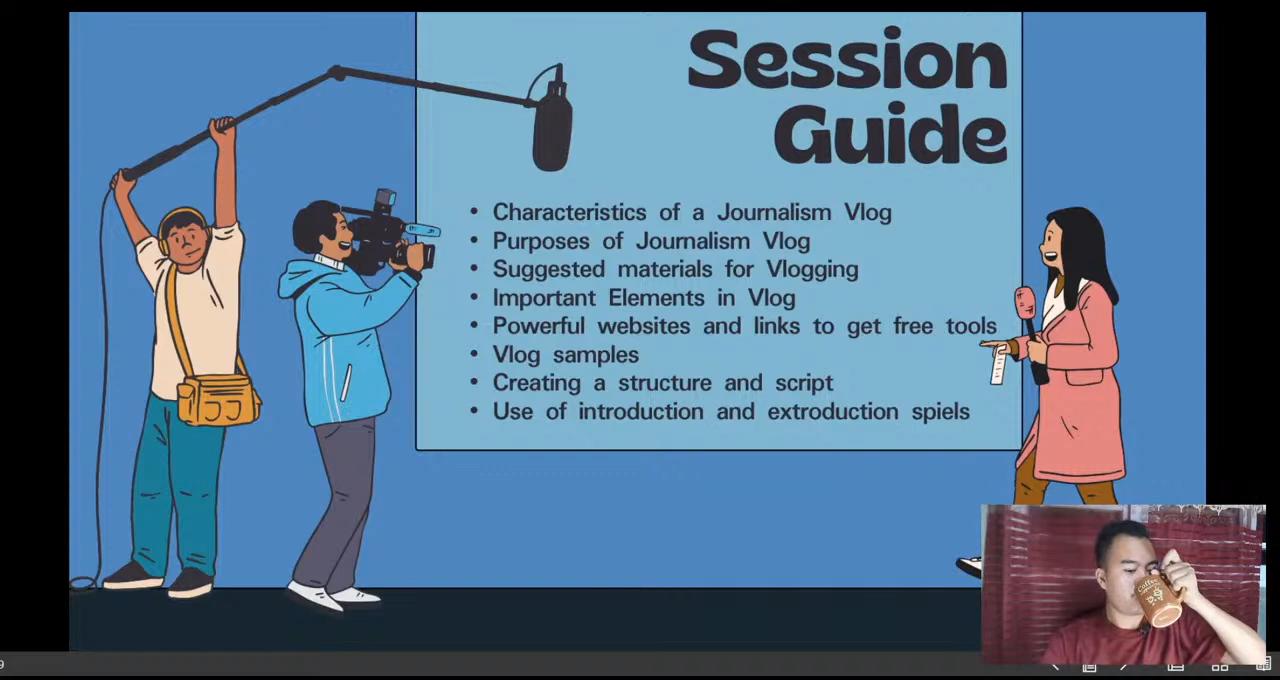 Session
Guide
• Characteristics of a Journalism Vlog
• Purposes of Journalism Vlog
• Suggested materials for Vlogging
• Important Elements in Vlog
• Powerful websites and links to get free tools
• Vlog samples
• Creating a structure and script
• Use of introduction and extroduction spiels
9
Coffee